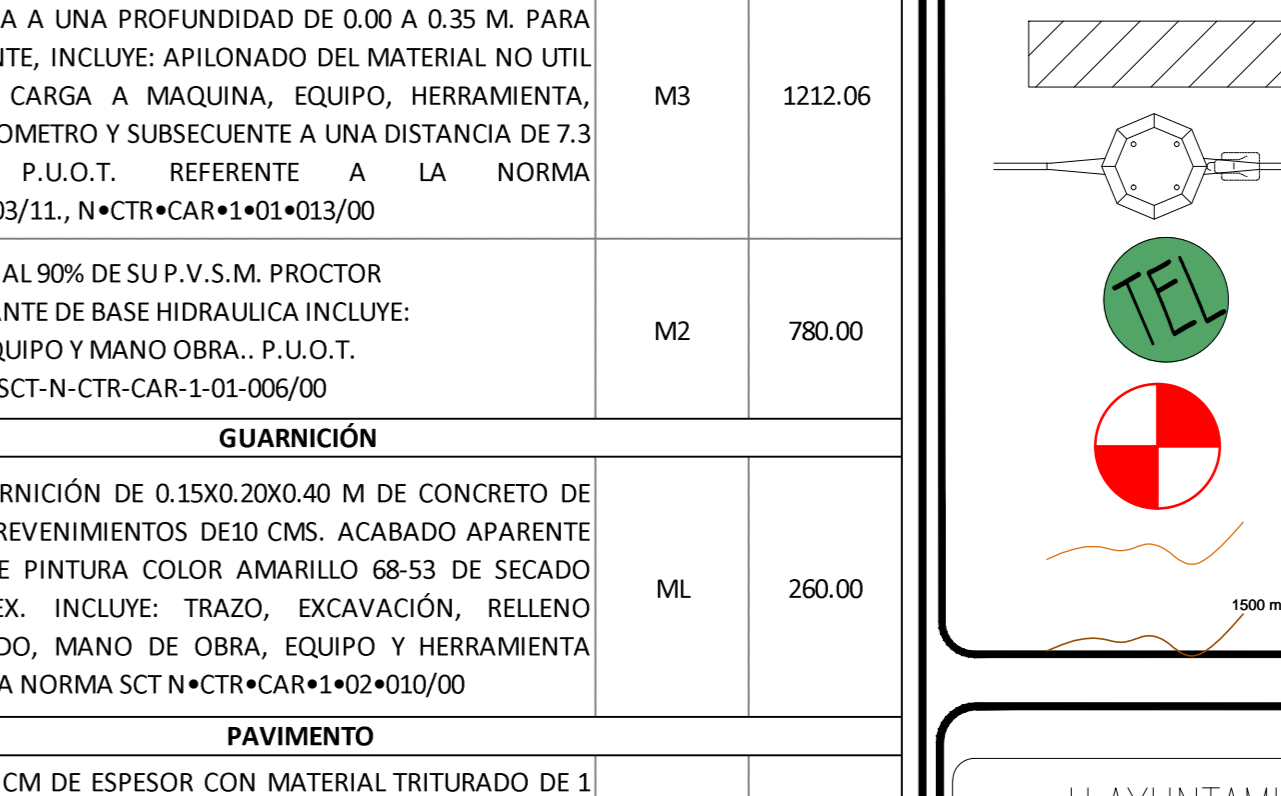 A A UNA PROFUNDIDAD DE 0.00 A 0.35 M. PARA
NTE, INCLUYE: APILONADO DEL MATERIAL NO UTIL
CARGA A MAQUINA, EQUIPO, HERRAMIENTA,
OMETRO Y SUBSECUENTE A UNA DISTANCIA DE 7.3
P.U.O.T. REFERENTE A LA NORMA
03/11., N•CTR•CAR•1•01•013/00
M3
1212.06
AL 90% DE SU P.V.S.M. PROCTOR
ANTE DE BASE HIDRAULICA INCLUYE:
QUIPO Y MANO OBRA.. P.U.O.T.
SCT-N-CTR-CAR-1-01-006/00
M2
780.00
GUARNICIÓN
RNICIÓN DE 0.15X0.20X0.40 M DE CONCRETO DE
REVENIMIENTOS DE10 CMS. ACABADO APARENTE
E PINTURA COLOR AMARILLO 68-53 DE SECADO
EX. INCLUYE: TRAZO, EXCAVACIÓN, RELLENO
DO, MANO DE OBRA, EQUIPO Y HERRAMIENTA
A NORMA SCT N•CTR•CAR•1•02•010/00
ML
260.00
PAVIMENTO
CM DE ESPESOR CON MATERIAL TRITURADO DE 1
TEL
1500 m